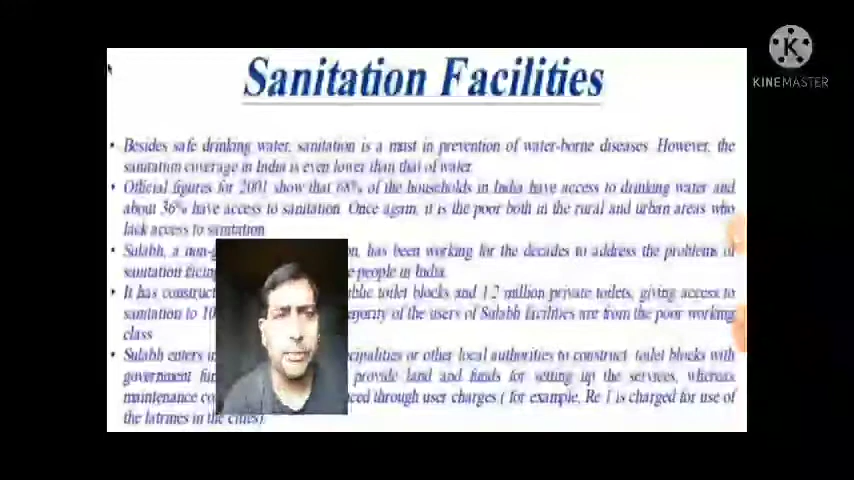 Sanitation Facilities
K
KINEMASTER
• Besides safe drinking water, sanitation is a must in prevention of water-borne diseases. However, the
sanitation coverage in India is even lower than that of water.
• Official figures for 2001 show that 68% of the households in India have access to drinking water and
about 36% have access to sanitation. Once again, it is the poor both in the rural and urban areas who
lack access to sanitation
• Sulabh, a has been working for the decades to address the problems of
sanitation people in India.
• It has toilet blocks and 1.2 million private toilets, giving access to
sanitation to of the users of Sulabh facilities are from the poor working
class
• Sulabh enters or other local authorities to construct toilet blocks with
government provide land and funds for setting up the services, whereas
maintenance through user charges ( for example, Re 1 is charged for use of
the latrines in the cities).